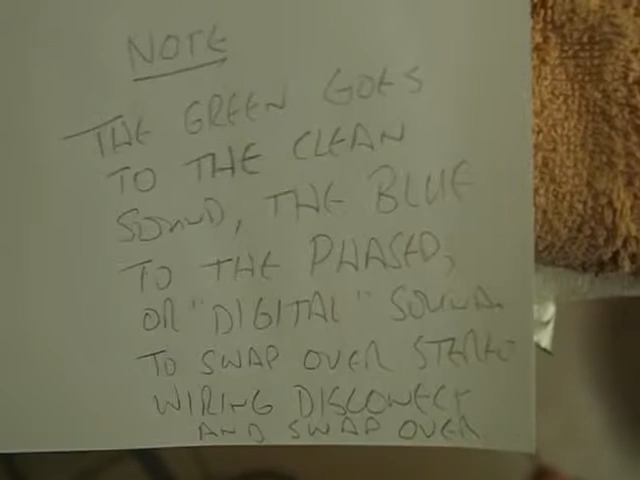 NOTE
THE GREEN GOES
TO THE CLEAN
SOUND, THE BLUE
TO THE PHASED,
OR "DIGITAL" SOUND.
TO SWAP OVER STEREO
WIRING DISCONECT
AND SWAP OVER